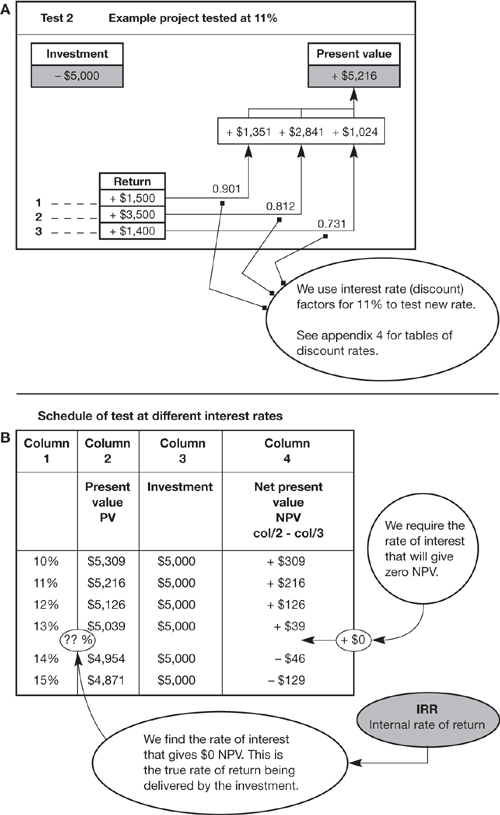 A
Test 2 Example project tested at 11%
Investment
– $5,000
Present value
+ $5,216
+ $1,351 + $2,841 + $1,024
Return
1 + $1,500
2 + $3,500
3 + $1,400
0.901
0.812
0.731
We use interest rate (discount)
factors for 11% to test new rate.
See appendix 4 for tables of
discount rates.
Schedule of test at different interest rates
B
Column Column Column Column
1 2 3 4
Present Investment Net present
value value
PV NPV
col/2 - col/3
10% $5,309 $5,000 + $309
11% $5,216 $5,000 + $216
12% $5,126 $5,000 + $126
13% $5,039 $5,000 + $39
?? % + $0
14% $4,954 $5,000 – $46
15% $4,871 $5,000 – $129
We require the
rate of interest
that will give
zero NPV.
IRR
Internal rate of return
We find the rate of interest
that gives $0 NPV. This is
the true rate of return being
delivered by the investment.